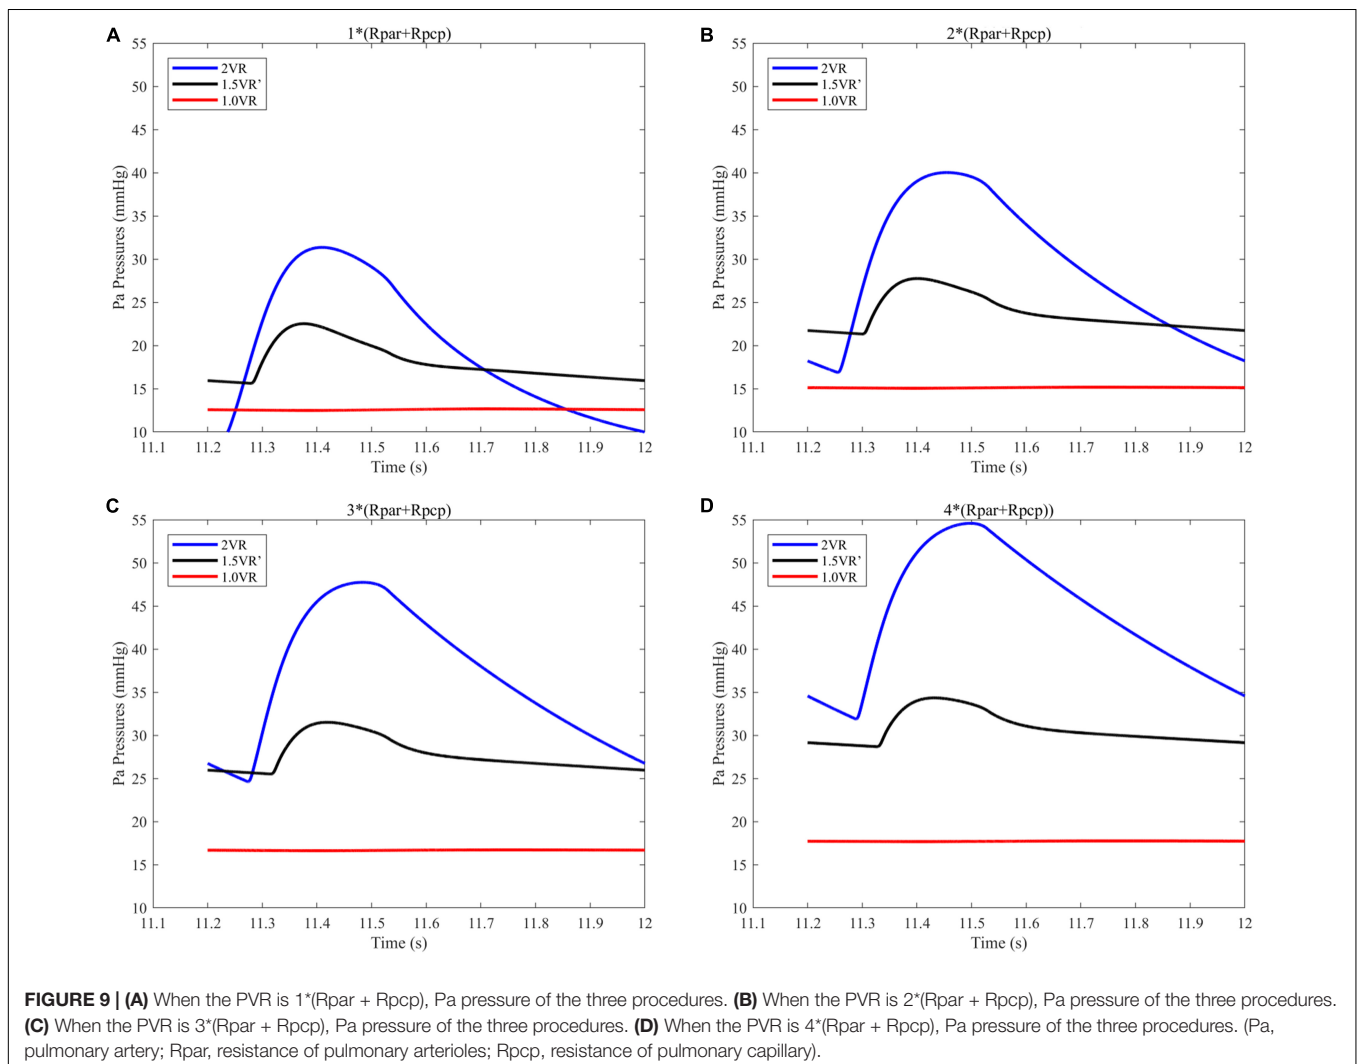 A
1*(Rpar+Rpcp)
55
50
45
40
35
30
25
20
15
10
Pa Pressures (mmHg)
2VR
1.5VR’
1.0VR
11.1 11.2 11.3 11.4 11.5 11.6 11.7 11.8 11.9 12
Time (s)
B
2*(Rpar+Rpcp)
55
50
45
40
35
30
25
20
15
10
Pa Pressures (mmHg)
2VR
1.5VR’
1.0VR
11.1 11.2 11.3 11.4 11.5 11.6 11.7 11.8 11.9 12
Time (s)
C
3*(Rpar+Rpcp)
55
50
45
40
35
30
25
20
15
10
Pa Pressures (mmHg)
2VR
1.5VR’
1.0VR
11.1 11.2 11.3 11.4 11.5 11.6 11.7 11.8 11.9 12
Time (s)
D
4*(Rpar+Rpcp))
55
50
45
40
35
30
25
20
15
10
Pa Pressures (mmHg)
2VR
1.5VR’
1.0VR
11.1 11.2 11.3 11.4 11.5 11.6 11.7 11.8 11.9 12
Time (s)
FIGURE 9 | (A) When the PVR is 1*(Rpar + Rpcp), Pa pressure of the three procedures. (B) When the PVR is 2*(Rpar + Rpcp), Pa pressure of the three procedures.
(C) When the PVR is 3*(Rpar + Rpcp), Pa pressure of the three procedures. (D) When the PVR is 4*(Rpar + Rpcp), Pa pressure of the three procedures. (Pa,
pulmonary artery; Rpar, resistance of pulmonary arterioles; Rpcp, resistance of pulmonary capillary).